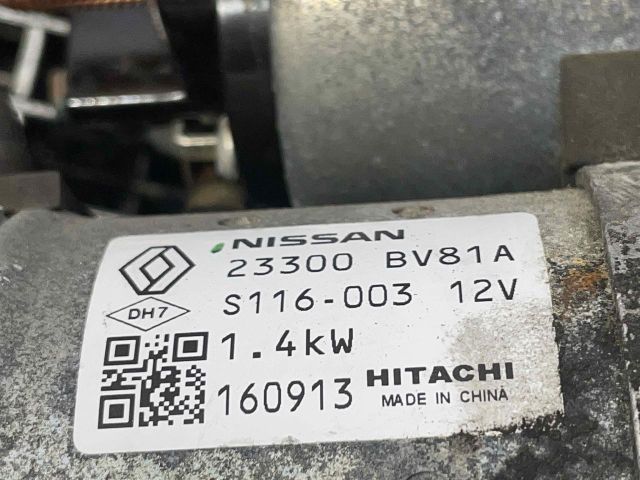 NISSAN
23300 BV81A
DH7
S116-003 12V
1.4kW
160913 HITACHI
MADE IN CHINA